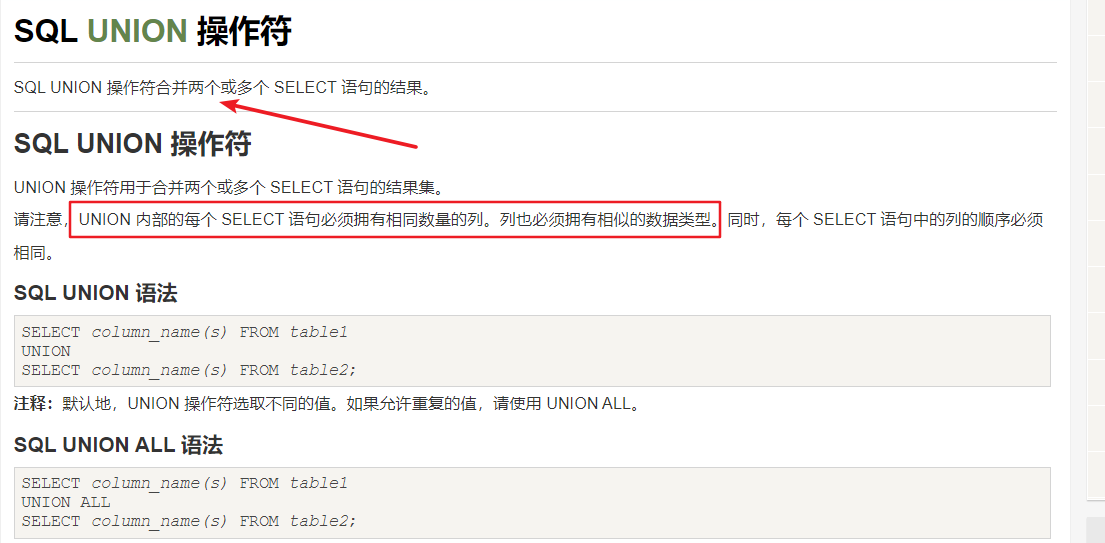 SQL UNION 操作符
SQL UNION 操作符合并两个或多个 SELECT 语句的结果。
SQL UNION 操作符
UNION 操作符用于合并两个或多个 SELECT 语句的结果集。
请注意，UNION 内部的每个 SELECT 语句必须拥有相同数量的列。列也必须拥有相似的数据类型。同时，每个 SELECT 语句中的列的顺序必须
相同。
SQL UNION 语法
SELECT column_name(s) FROM table1
UNION
SELECT column_name(s) FROM table2;
注释：默认地，UNION 操作符选取不同的值。如果允许重复的值，请使用 UNION ALL。
SQL UNION ALL 语法
SELECT column_name(s) FROM table1
UNION ALL
SELECT column_name(s) FROM table2;